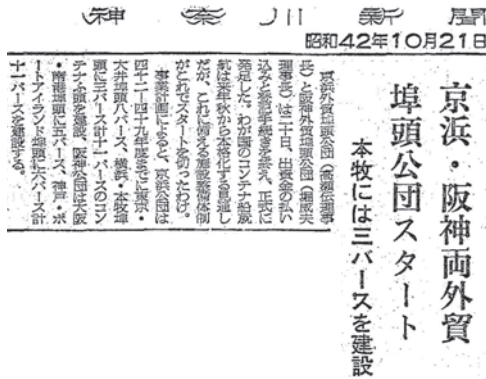 神奈川新聞
昭和42年10月21日
京浜・阪神両外貿
埠頭公団スタート
本牧には三バースを建設
京浜外貿埠頭公団(高瀬伝理事
長)と阪神外貿埠頭公団(堀威夫
理事長)は二十日、出資金の払い
込みと登記手続きを終え、正式に
発足した。わが国のコンテナ船就
航は来年秋から本格化する見通し
だが、これに備える施設整備体制
がこれでスタートを切ったわけ。
事業計画によると、京浜公団は
四十二―四十九年度までに東京・
大井埠頭八バース、横浜・本牧埠
頭に三バース計十一バースのコン
テナふ頭を建設、阪神公団は大阪
・南港埠頭に五バース、神戸・ポ
ートアイランド埠頭に六バース計
十一バースを建設する。